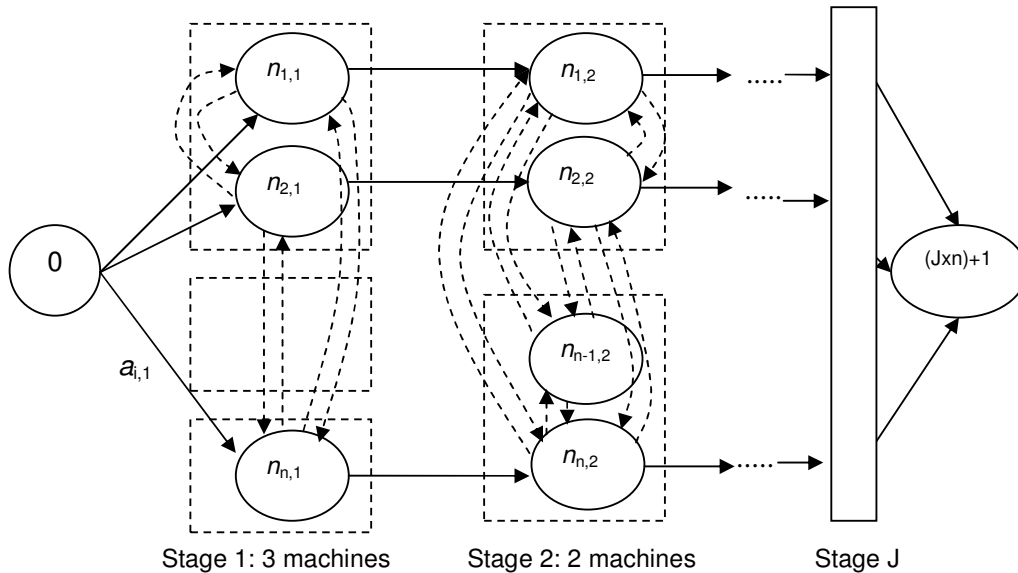 n1,1
n1,2
.....
n2,1
n2,2
.....
0
(Jxn)+1
nn-1,2
ai,1
nn,1
nn,2
.....
Stage 1: 3 machines
Stage 2: 2 machines
Stage J